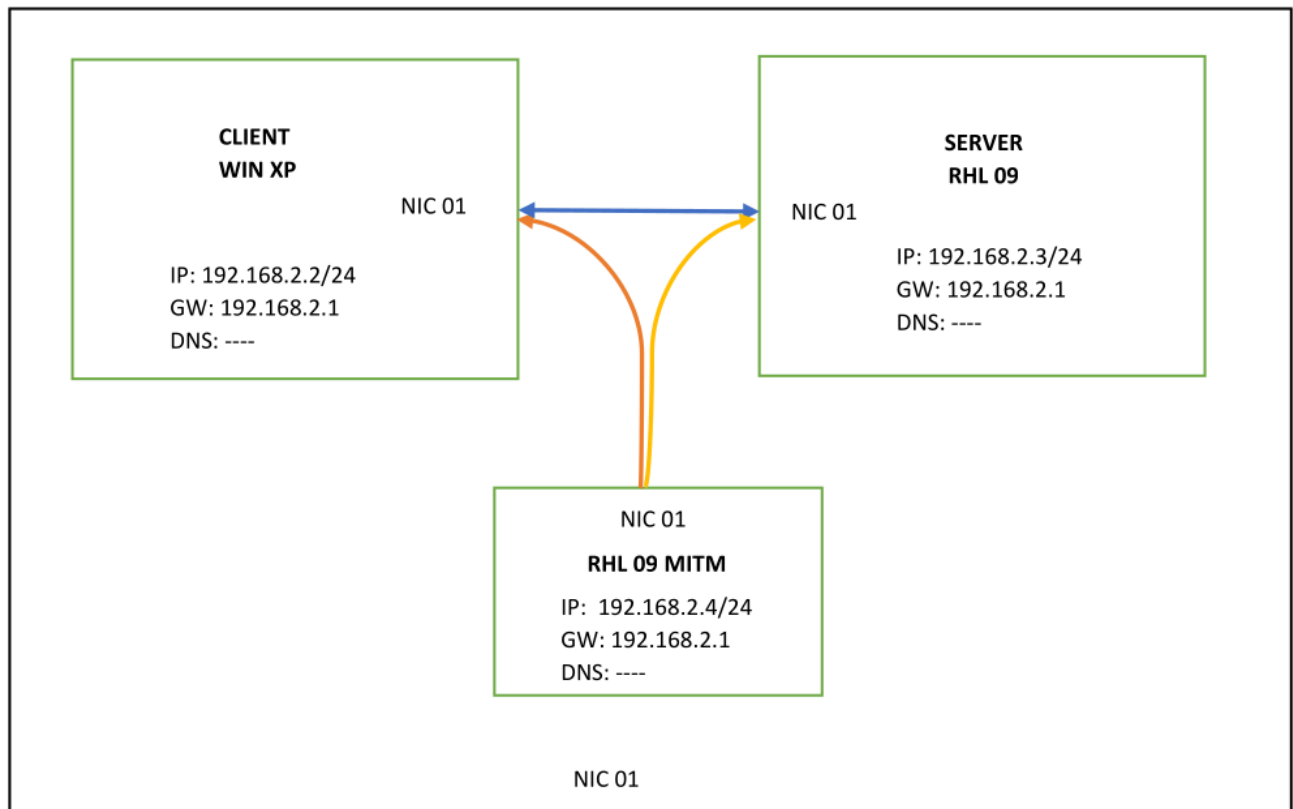 CLIENT
WIN XP
NIC 01
IP: 192.168.2.2/24
GW: 192.168.2.1
DNS: ----
SERVER
RHL 09
NIC 01
IP: 192.168.2.3/24
GW: 192.168.2.1
DNS: ----
NIC 01
RHL 09 MITM
IP: 192.168.2.4/24
GW: 192.168.2.1
DNS: ----
NIC 01